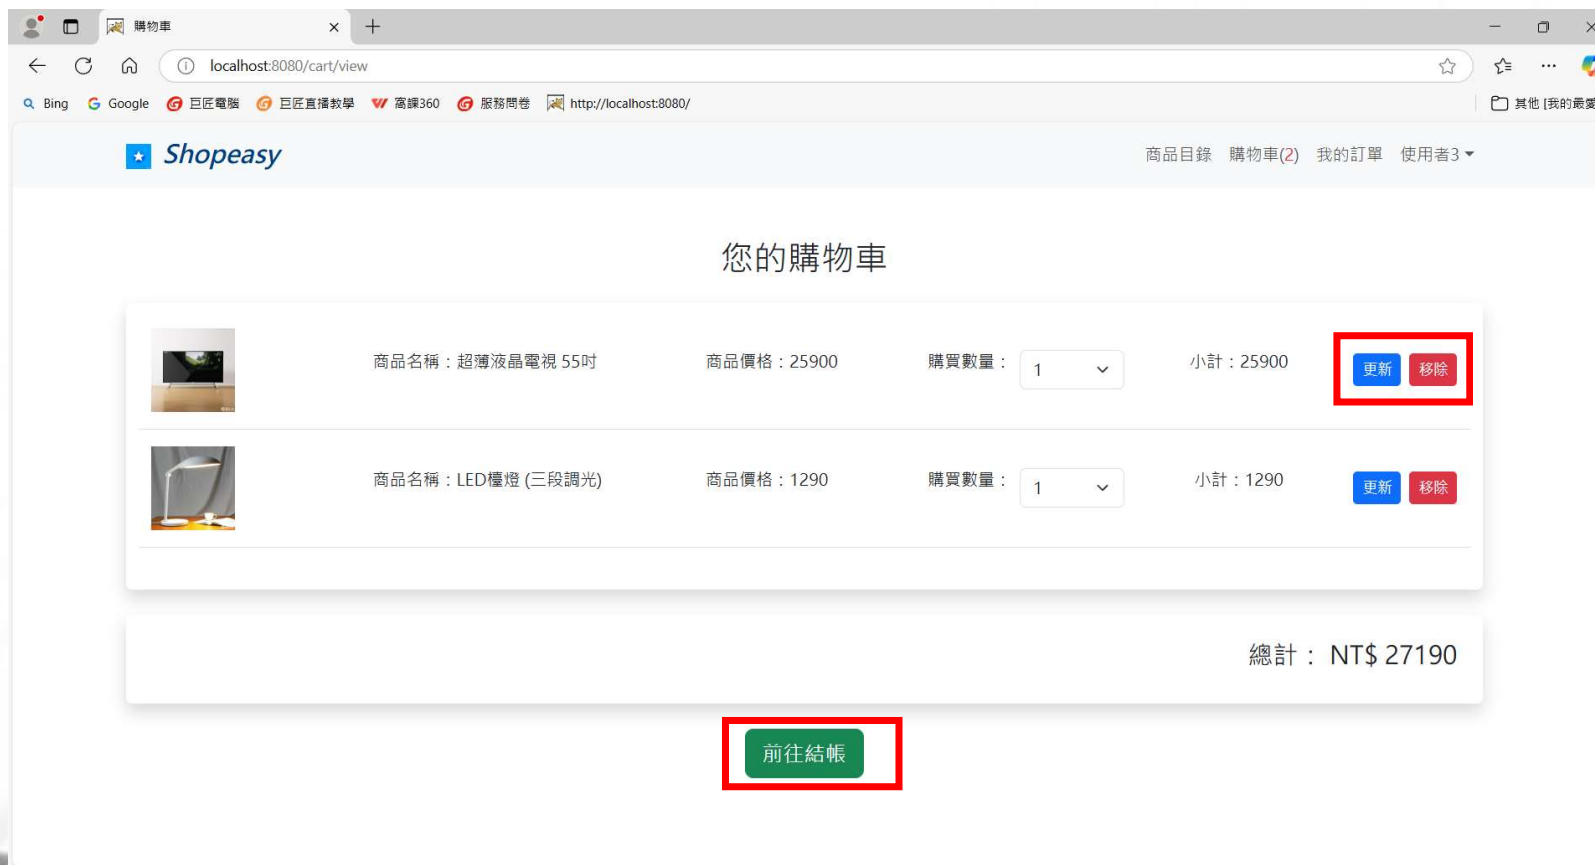 購物車
localhost:8080/cart/view
Bing Google 巨匠電腦 巨匠直播教學 窩課360 服務問卷 http://localhost:8080/ 其他 [我的最愛
Shopeasy 商品目錄 購物車(2) 我的訂單 使用者3
您的購物車
商品名稱：超薄液晶電視 55吋 商品價格：25900 購買數量： 1 小計：25900 更新 移除
商品名稱：LED檯燈 (三段調光) 商品價格：1290 購買數量： 1 小計：1290 更新 移除
總計： NT$ 27190
前往結帳